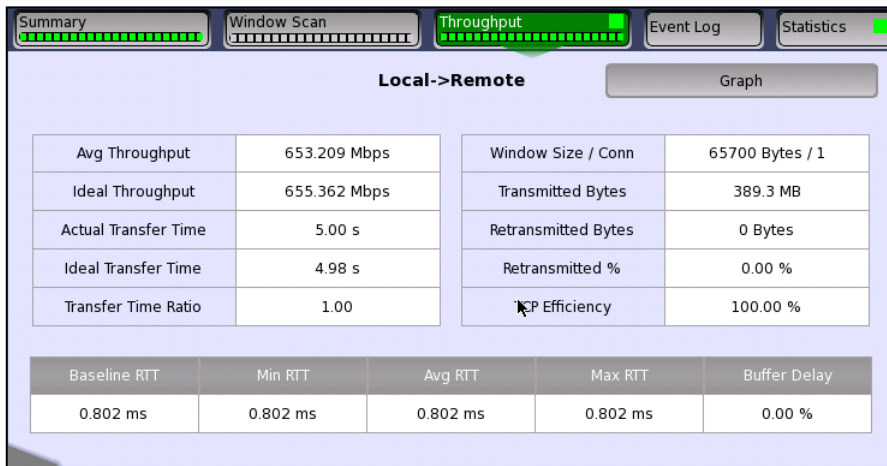 Summary Window Scan Throughput Event Log Statistics
Local->Remote Graph
Avg Throughput 653.209 Mbps Window Size / Conn 65700 Bytes / 1
Ideal Throughput 655.362 Mbps Transmitted Bytes 389.3 MB
Actual Transfer Time 5.00 s Retransmitted Bytes 0 Bytes
Ideal Transfer Time 4.98 s Retransmitted % 0.00 %
Transfer Time Ratio 1.00 TCP Efficiency 100.00 %
Baseline RTT Min RTT Avg RTT Max RTT Buffer Delay
0.802 ms 0.802 ms 0.802 ms 0.802 ms 0.00 %